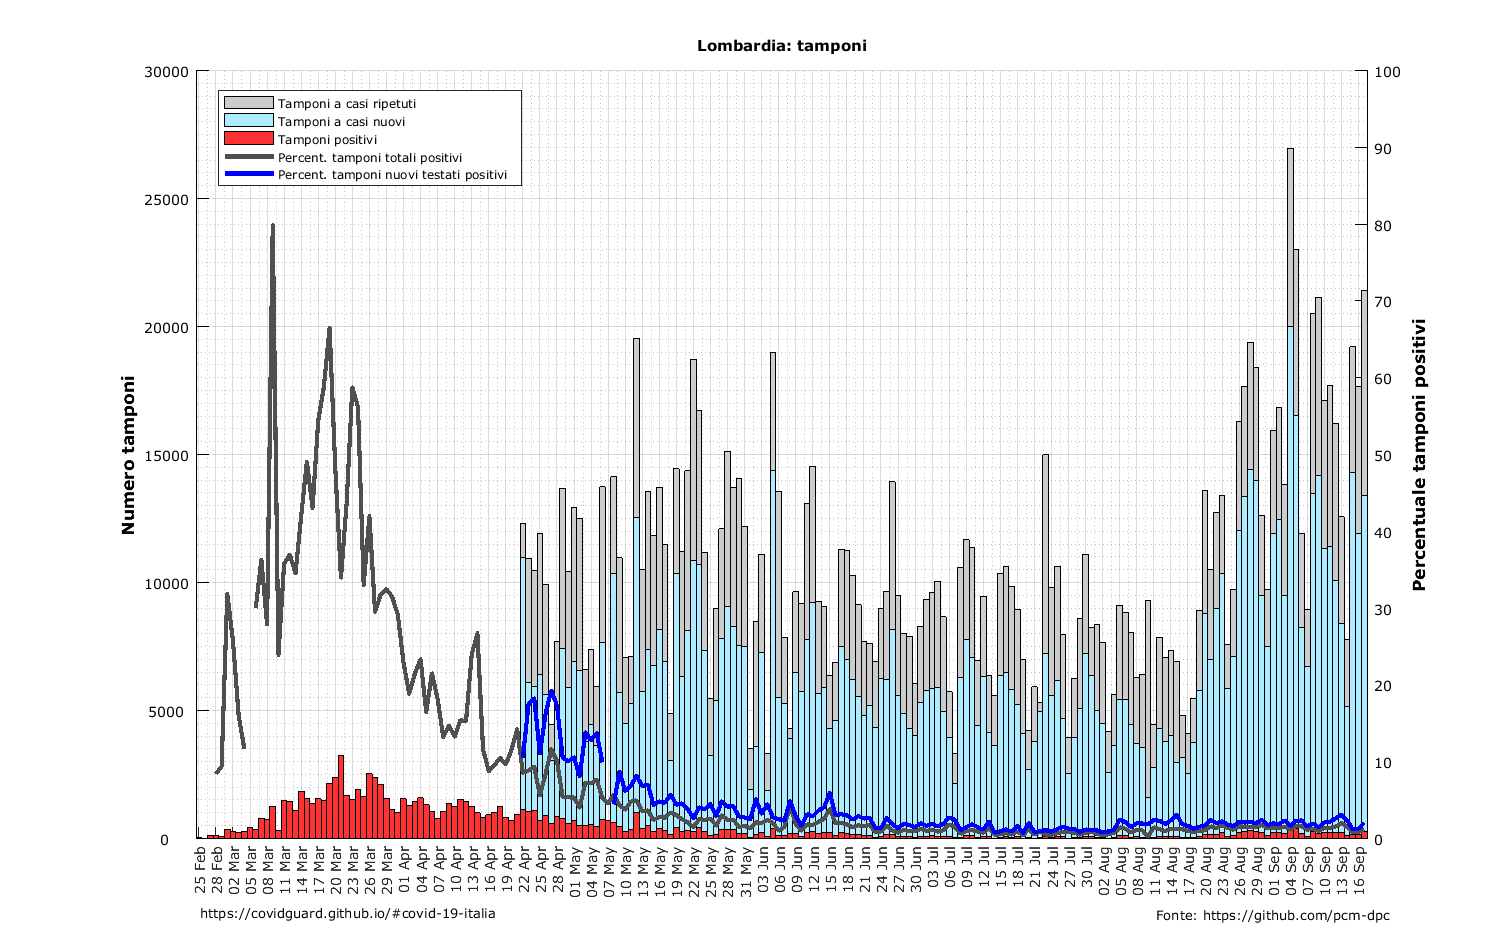 Lombardia: tamponi
30000
25000
20000
15000
10000
5000
0
Numero tamponi
Tamponi a casi ripetuti
Tamponi a casi nuovi
Tamponi positivi
Percent. tamponi totali positivi
Percent. tamponi nuovi testati positivi
100
90
80
70
60
50
40
30
20
10
0
Percentuale tamponi positivi
25 Feb
28 Feb
02 Mar
05 Mar
08 Mar
11 Mar
14 Mar
17 Mar
20 Mar
23 Mar
26 Mar
29 Mar
01 Apr
04 Apr
07 Apr
10 Apr
13 Apr
16 Apr
19 Apr
22 Apr
25 Apr
28 Apr
01 May
04 May
07 May
10 May
13 May
16 May
19 May
22 May
25 May
28 May
31 May
03 Jun
06 Jun
09 Jun
12 Jun
15 Jun
18 Jun
21 Jun
24 Jun
27 Jun
30 Jun
03 Jul
06 Jul
09 Jul
12 Jul
15 Jul
18 Jul
21 Jul
24 Jul
27 Jul
30 Jul
02 Aug
05 Aug
08 Aug
11 Aug
14 Aug
17 Aug
20 Aug
23 Aug
26 Aug
29 Aug
01 Sep
04 Sep
07 Sep
10 Sep
13 Sep
16 Sep
https://covidguard.github.io/#covid-19-italia
Fonte: https://github.com/pcm-dpc